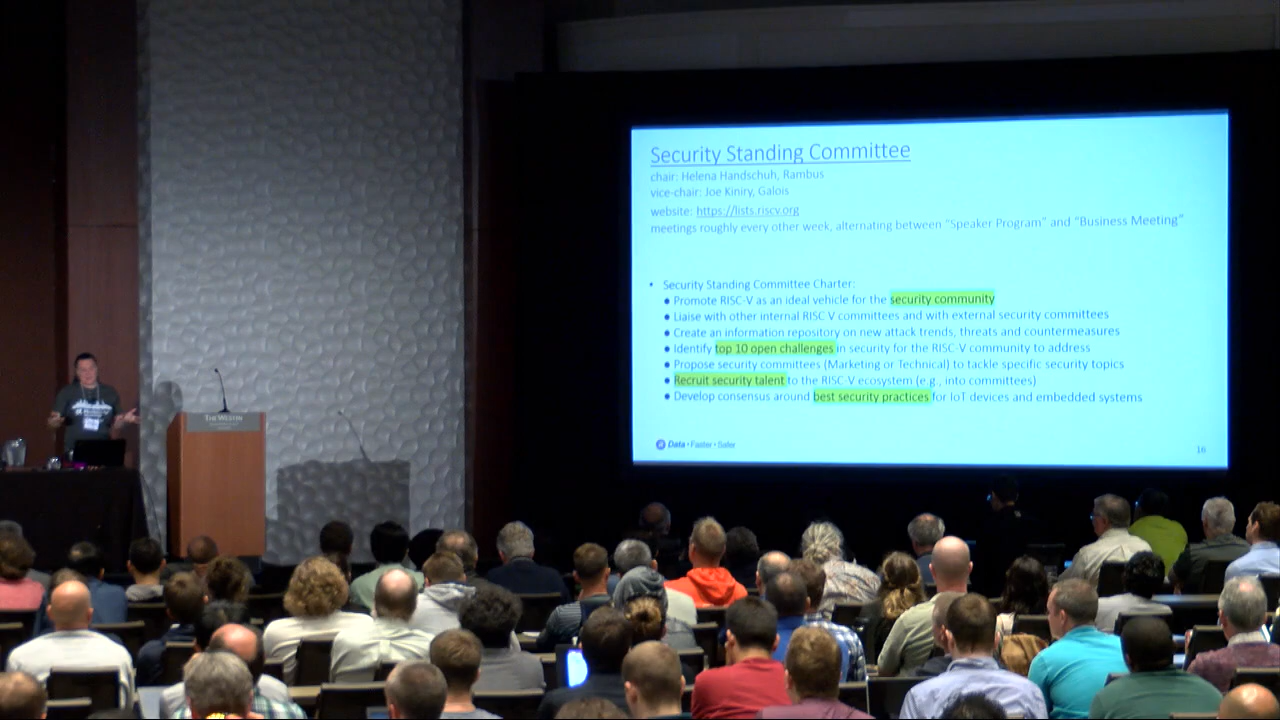 Security Standing Committee
chair: Helena Handschuh, Rambus
vice-chair: Joe Kiniry, Galois
website: https://lists.riscv.org
meetings roughly every other week, alternating between “Speaker Program” and “Business Meeting”
• Security Standing Committee Charter:
● Promote RISC-V as an ideal vehicle for the security community
● Liaise with other internal RISC V committees and with external security committees
● Create an information repository on new attack trends, threats and countermeasures
● Identify top 10 open challenges in security for the RISC-V community to address
● Propose security committees (Marketing or Technical) to tackle specific security topics
● Recruit security talent to the RISC-V ecosystem (e.g., into committees)
● Develop consensus around best security practices for IoT devices and embedded systems
Data • Faster • Safer
16
THE WESTIN